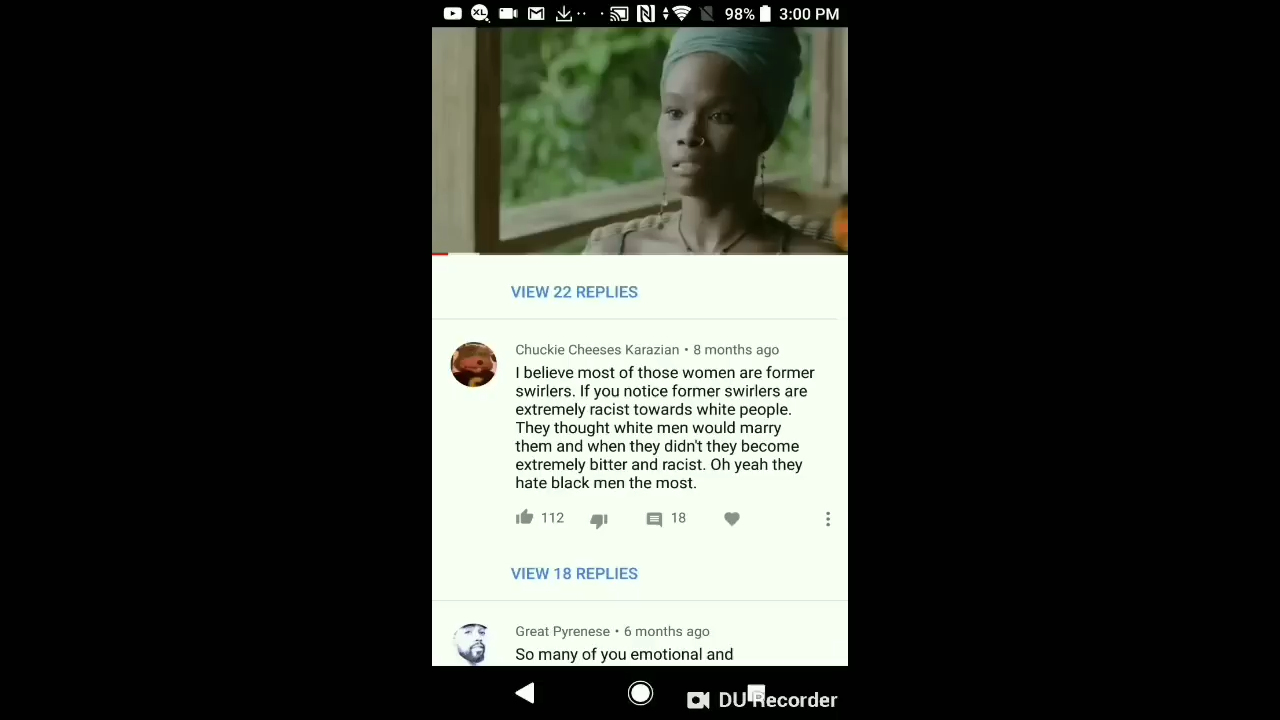 XL 98% 3:00 PM
VIEW 22 REPLIES
Chuckie Cheeses Karazian • 8 months ago
I believe most of those women are former
swirlers. If you notice former swirlers are
extremely racist towards white people.
They thought white men would marry
them and when they didn't they become
extremely bitter and racist. Oh yeah they
hate black men the most.
112 18
VIEW 18 REPLIES
Great Pyrenese • 6 months ago
So many of you emotional and
DU Recorder